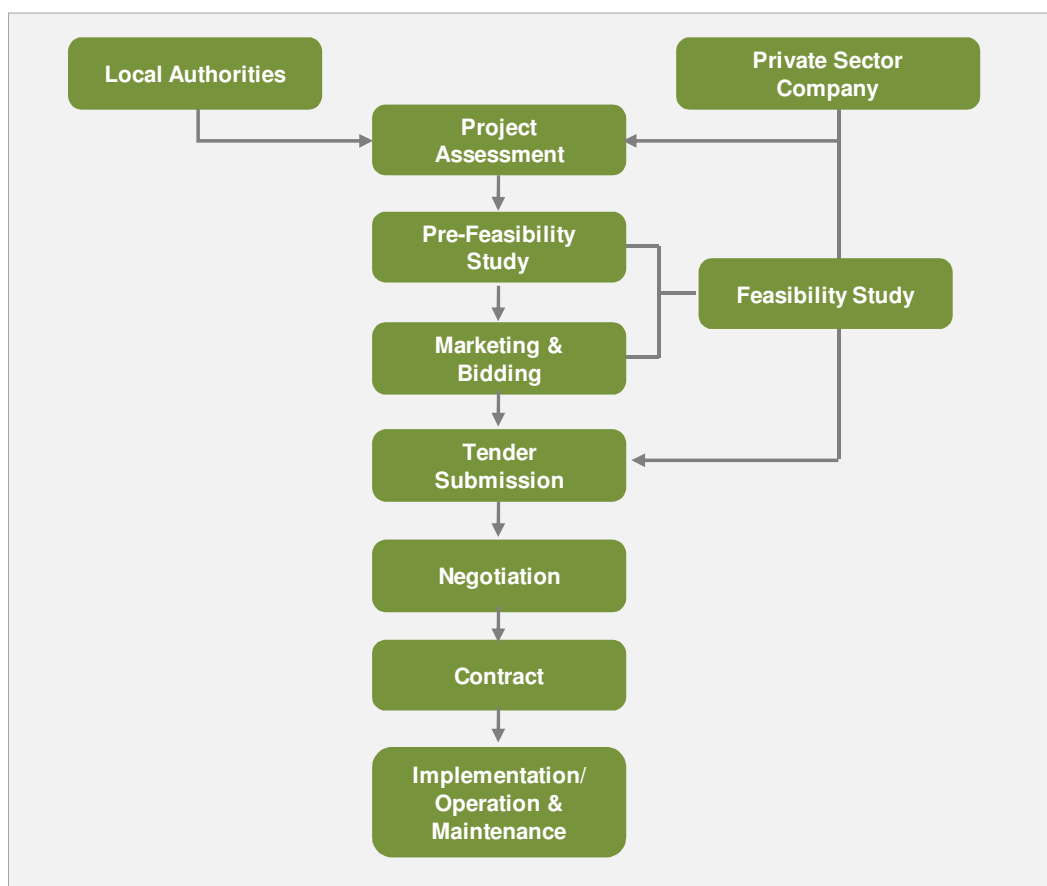 Local Authorities
Private Sector
Company
Project
Assessment
Pre-Feasibility
Study
Feasibility Study
Marketing &
Bidding
Tender
Submission
Negotiation
Contract
Implementation/
Operation &
Maintenance